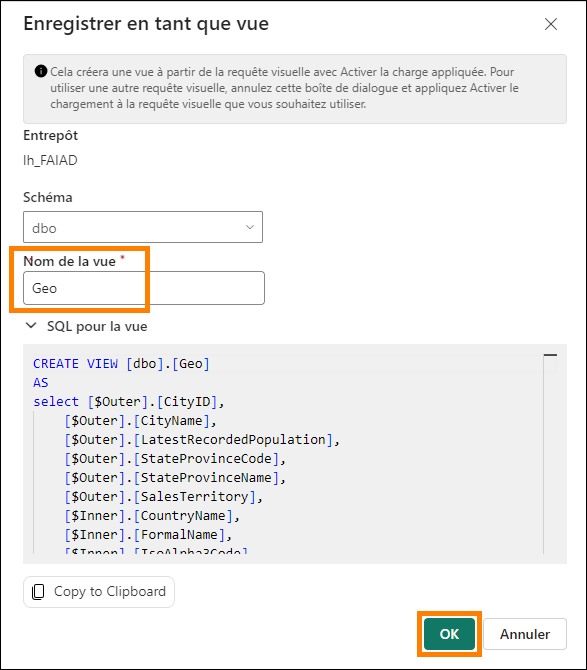 Enregistrer en tant que vue
Cela créera une vue à partir de la requête visuelle avec Activer la charge appliquée. Pour
utiliser une autre requête visuelle, annulez cette boîte de dialogue et appliquez Activer le
chargement à la requête visuelle que vous souhaitez utiliser.
Entrepôt
lh_FAIAD
Schéma
dbo
Nom de la vue *
Geo
SQL pour la vue
CREATE VIEW [dbo].[Geo]
AS
select [$Outer].[CityID],
[$Outer].[CityName],
[$Outer].[LatestRecordedPopulation],
[$Outer].[StateProvinceCode],
[$Outer].[StateProvinceName],
[$Outer].[SalesTerritory],
[$Inner].[CountryName],
[$Inner].[FormalName],
[$Inner].[IsoAlpha3Code]
Copy to Clipboard
OK
Annuler